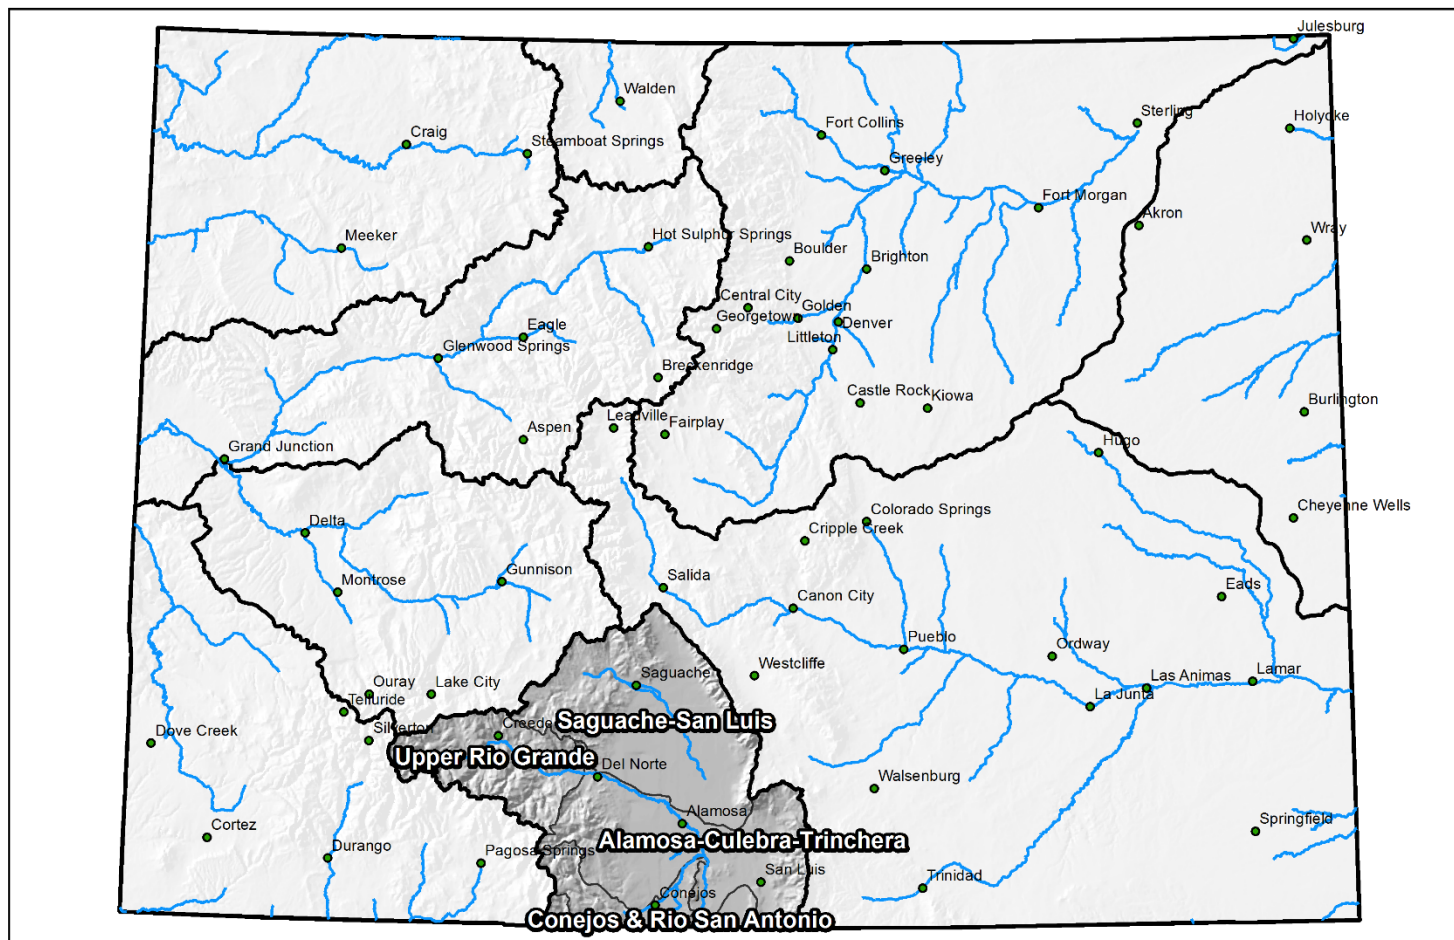 Julesburg
Walden
Sterling
Holyoke
Fort Collins
Craig
Steamboat Springs
Greeley
Fort Morgan
Akron
Wray
Meeker
Hot Sulphur Springs
Boulder
Brighton
Central City
Golden
Georgetown
Denver
Eagle
Littleton
Glenwood Springs
Breckenridge
Castle Rock
Kiowa
Burlington
Leadville
Aspen
Fairplay
Hugo
Grand Junction
Cheyenne Wells
Colorado Springs
Delta
Cripple Creek
Gunnison
Montrose
Salida
Eads
Canon City
Pueblo
Ordway
Westcliffe
Saguache
Las Animas
Lamar
La Junta
Ouray
Lake City
Telluride
Saguache-San Luis
Creede
Silverton
Dove Creek
Upper Rio Grande
Del Norte
Walsenburg
Alamosa
Springfield
Cortez
Alamosa-Culebra-Trinchera
Durango
Pagosa Springs
San Luis
Trinidad
Conejos
Conejos & Rio San Antonio